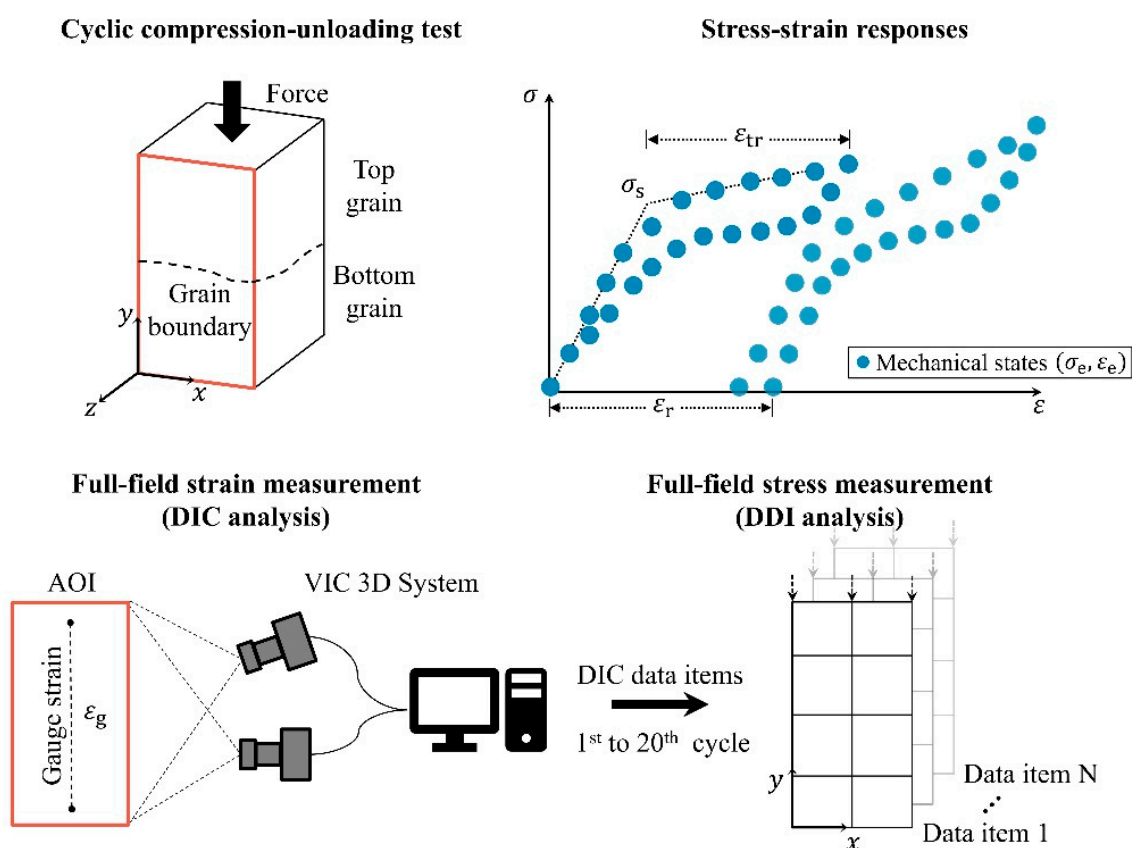 Cyclic compression-unloading test
Force
Top
grain
Bottom
grain
Grain
boundary
y
x
z
Stress-strain responses
σ
ε_tr
σ_s
Mechanical states (σ_e, ε_e)
ε_r
ε
Full-field strain measurement
(DIC analysis)
AOI
VIC 3D System
Gauge strain
ε_g
DIC data items
1st to 20th cycle
Full-field stress measurement
(DDI analysis)
y
x
Data item N
Data item 1